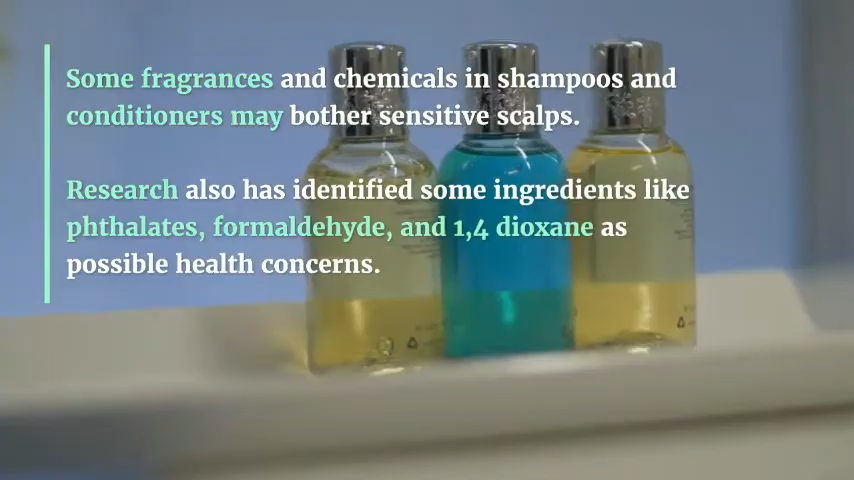 Some fragrances and chemicals in shampoos and
conditioners may bother sensitive scalps.
Research also has identified some ingredients like
phthalates, formaldehyde, and 1,4 dioxane as
possible health concerns.